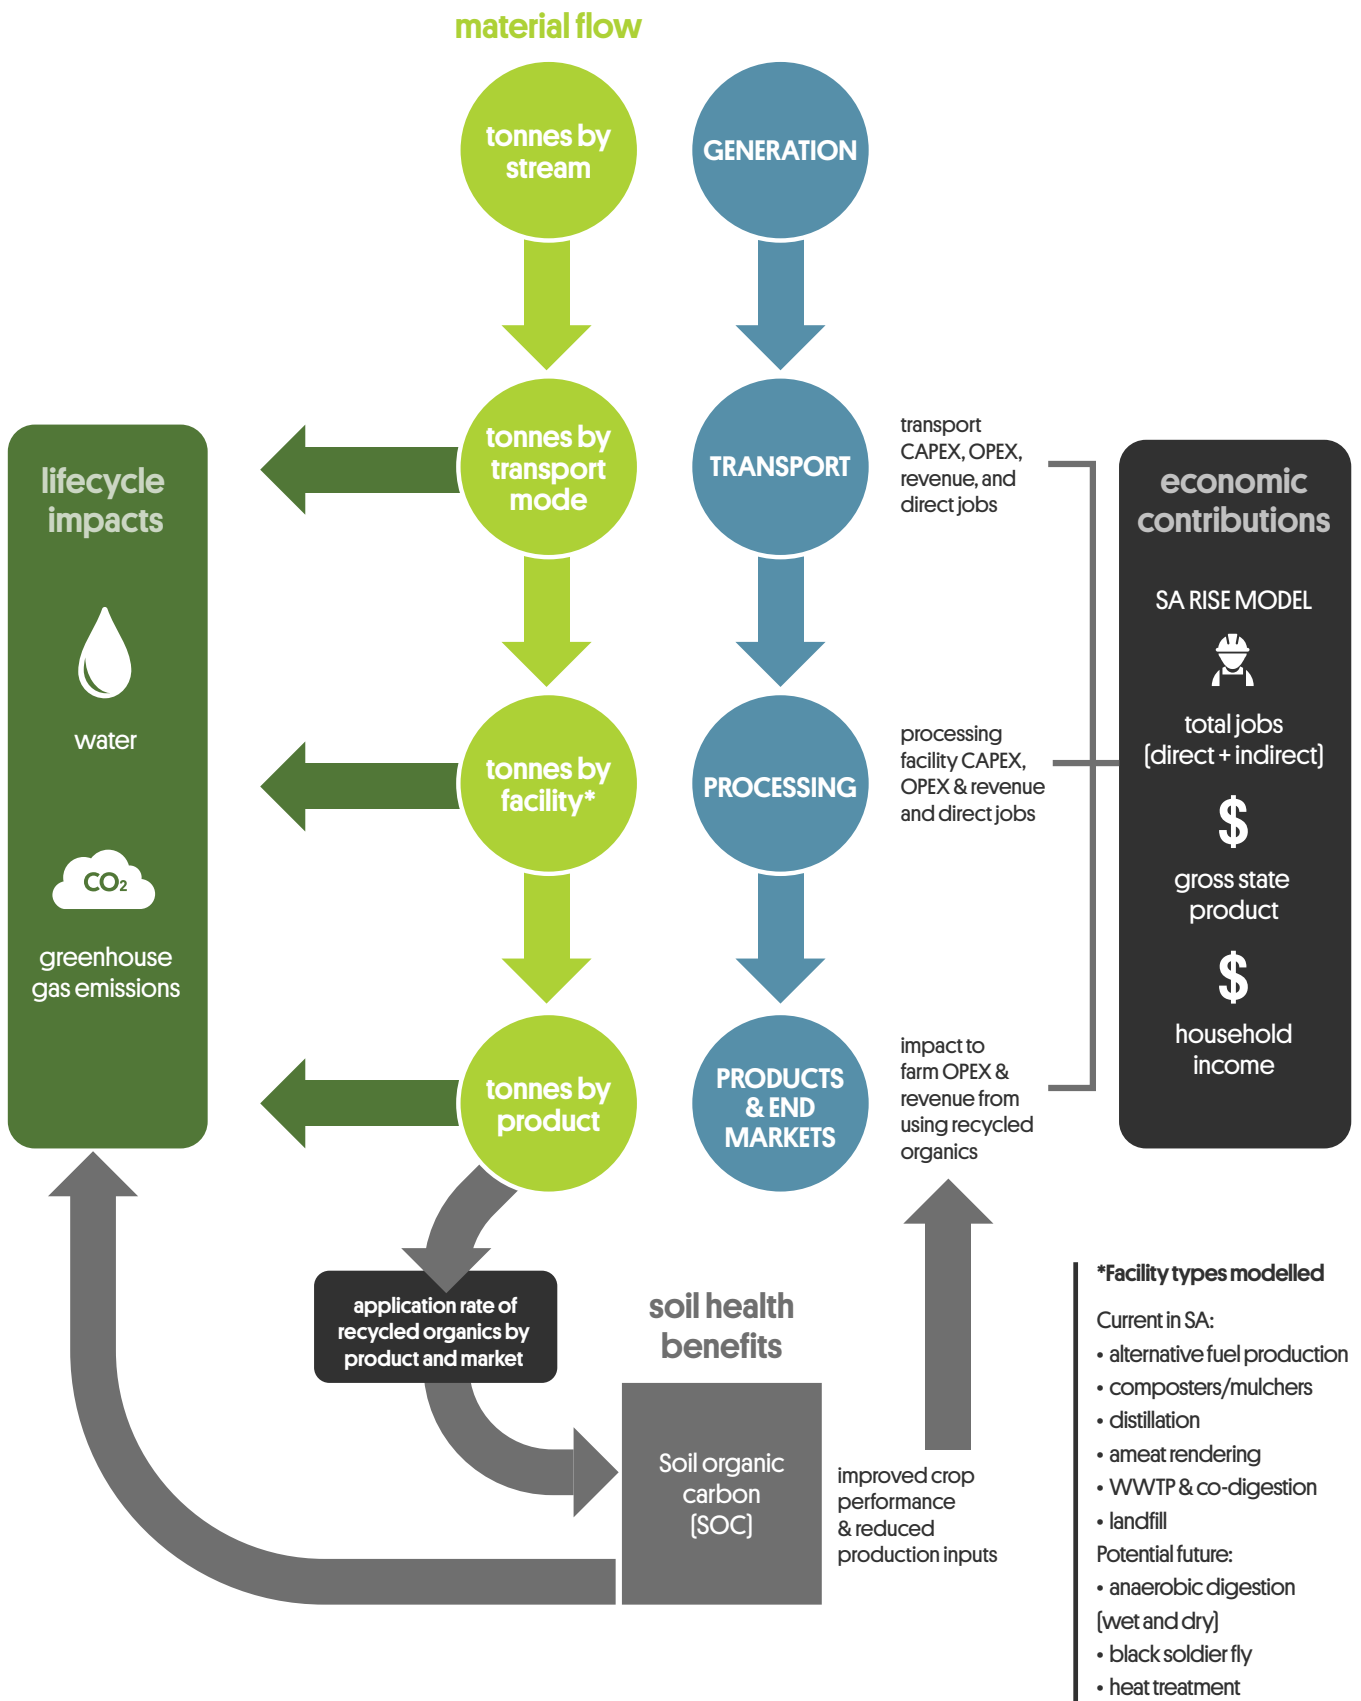 material flow
tonnes by
stream
GENERATION
tonnes by
transport
mode
TRANSPORT
transport
CAPEX, OPEX,
revenue, and
direct jobs
lifecycle
impacts
water
CO₂
greenhouse
gas emissions
economic
contributions
SA RISE MODEL
total jobs
(direct + indirect)
$
gross state
product
$
household
income
tonnes by
facility*
PROCESSING
processing
facility CAPEX,
OPEX & revenue
and direct jobs
tonnes by
product
PRODUCTS
& END
MARKETS
impact to
farm OPEX &
revenue from
using recycled
organics
application rate of
recycled organics by
product and market
soil health
benefits
Soil organic
carbon
(SOC)
improved crop
performance
& reduced
production inputs
*Facility types modelled
Current in SA:
• alternative fuel production
• composters/mulchers
• distillation
• ameat rendering
• WWTP & co-digestion
• landfill
Potential future:
• anaerobic digestion
(wet and dry)
• black soldier fly
• heat treatment